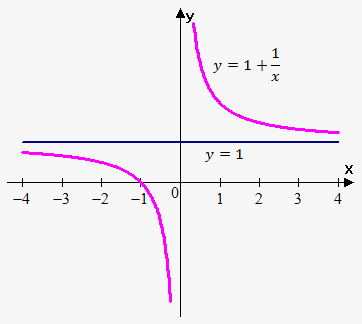 y
y = 1 + 1/x
y = 1
x
−4 −3 −2 −1 0 1 2 3 4